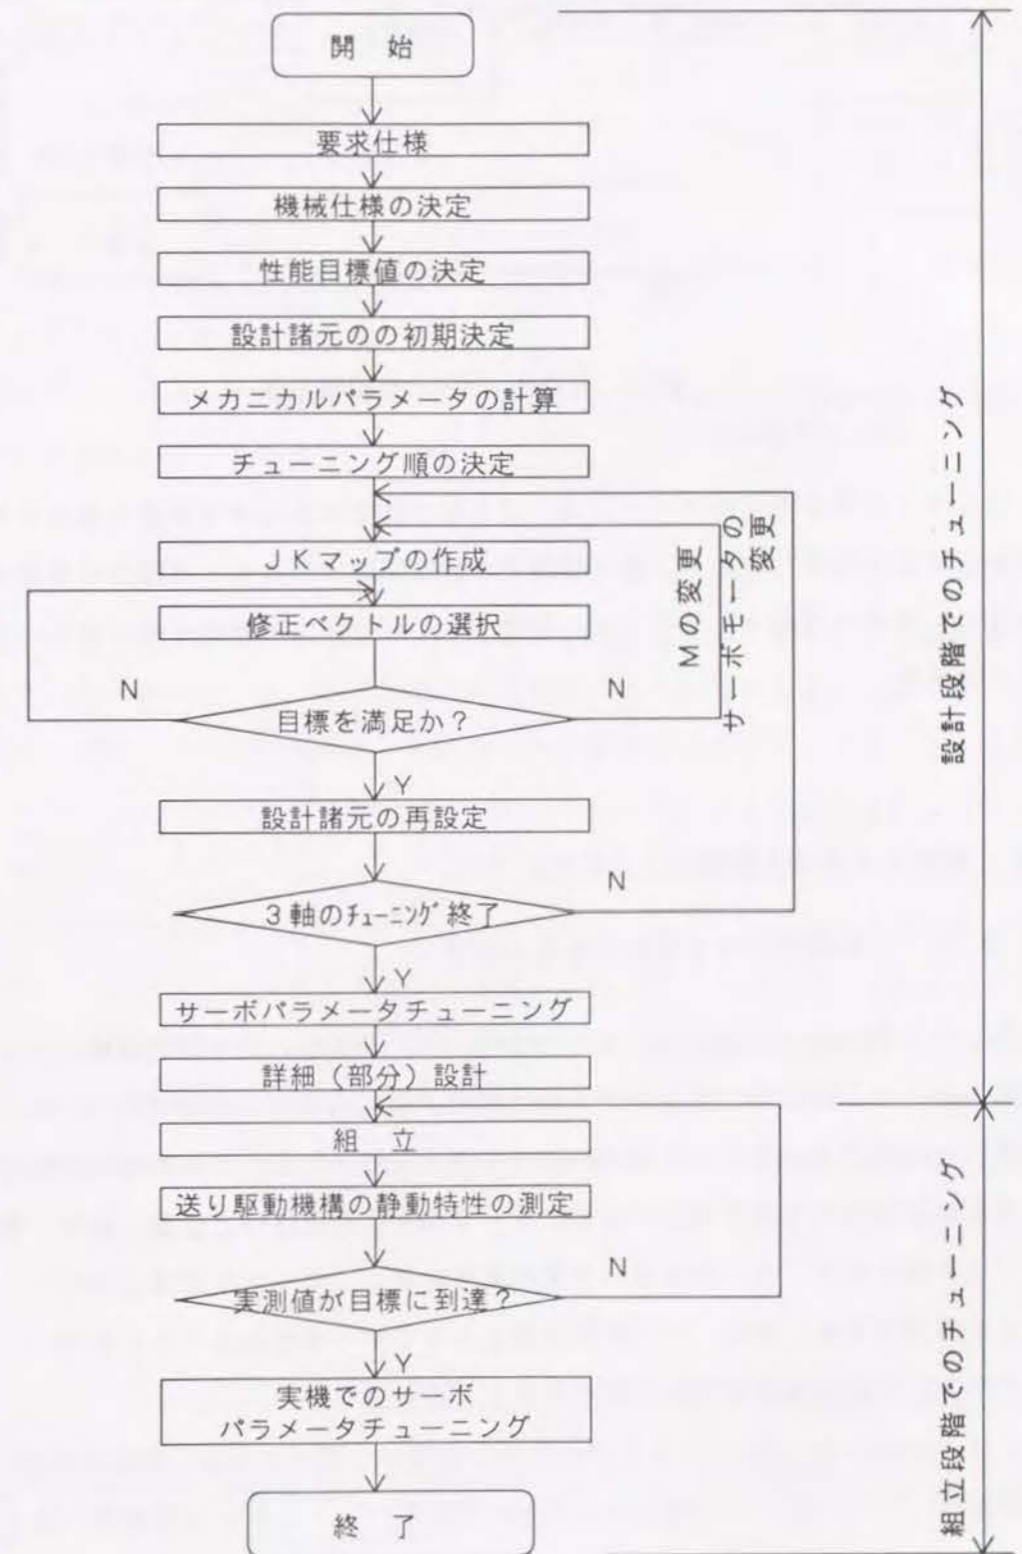 開 始
要求仕様
機械仕様の決定
性能目標値の決定
設計諸元のの初期決定
メカニカルパラメータの計算
チューニング順の決定
JKマップの作成
修正ベクトルの選択
N
目標を満足か？
N
Mの変更
サーボモータの
変更
Y
設計諸元の再設定
3軸のﾁｭｰﾆﾝｸﾞ終了
N
Y
サーボパラメータチューニング
詳細（部分）設計
設計段階でのチューニング
組 立
送り駆動機構の静動特性の測定
実測値が目標に到達？
N
Y
実機でのサーボ
パラメータチューニング
終 了
組立段階でのチューニング